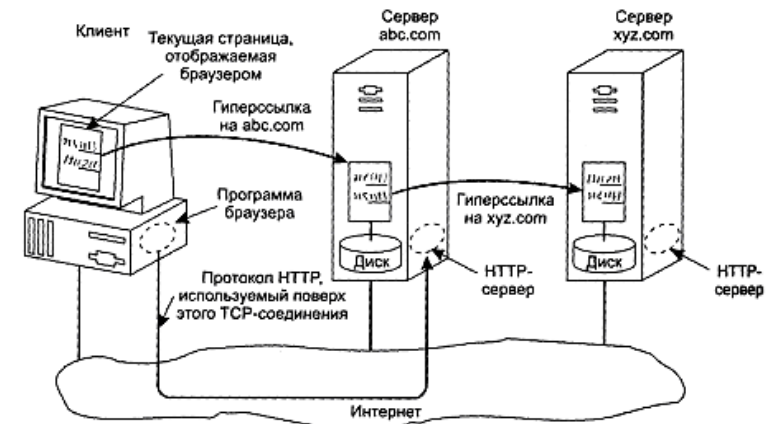 Клиент
Текущая страница,
отображаемая
браузером
Гиперссылка
на abc.com
Программа
браузера
Протокол HTTP,
используемый поверх
этого TCP-соединения
Сервер
abc.com
Диск
HTTP-
сервер
Гиперссылка
на xyz.com
Сервер
xyz.com
Диск
HTTP-
сервер
Интернет